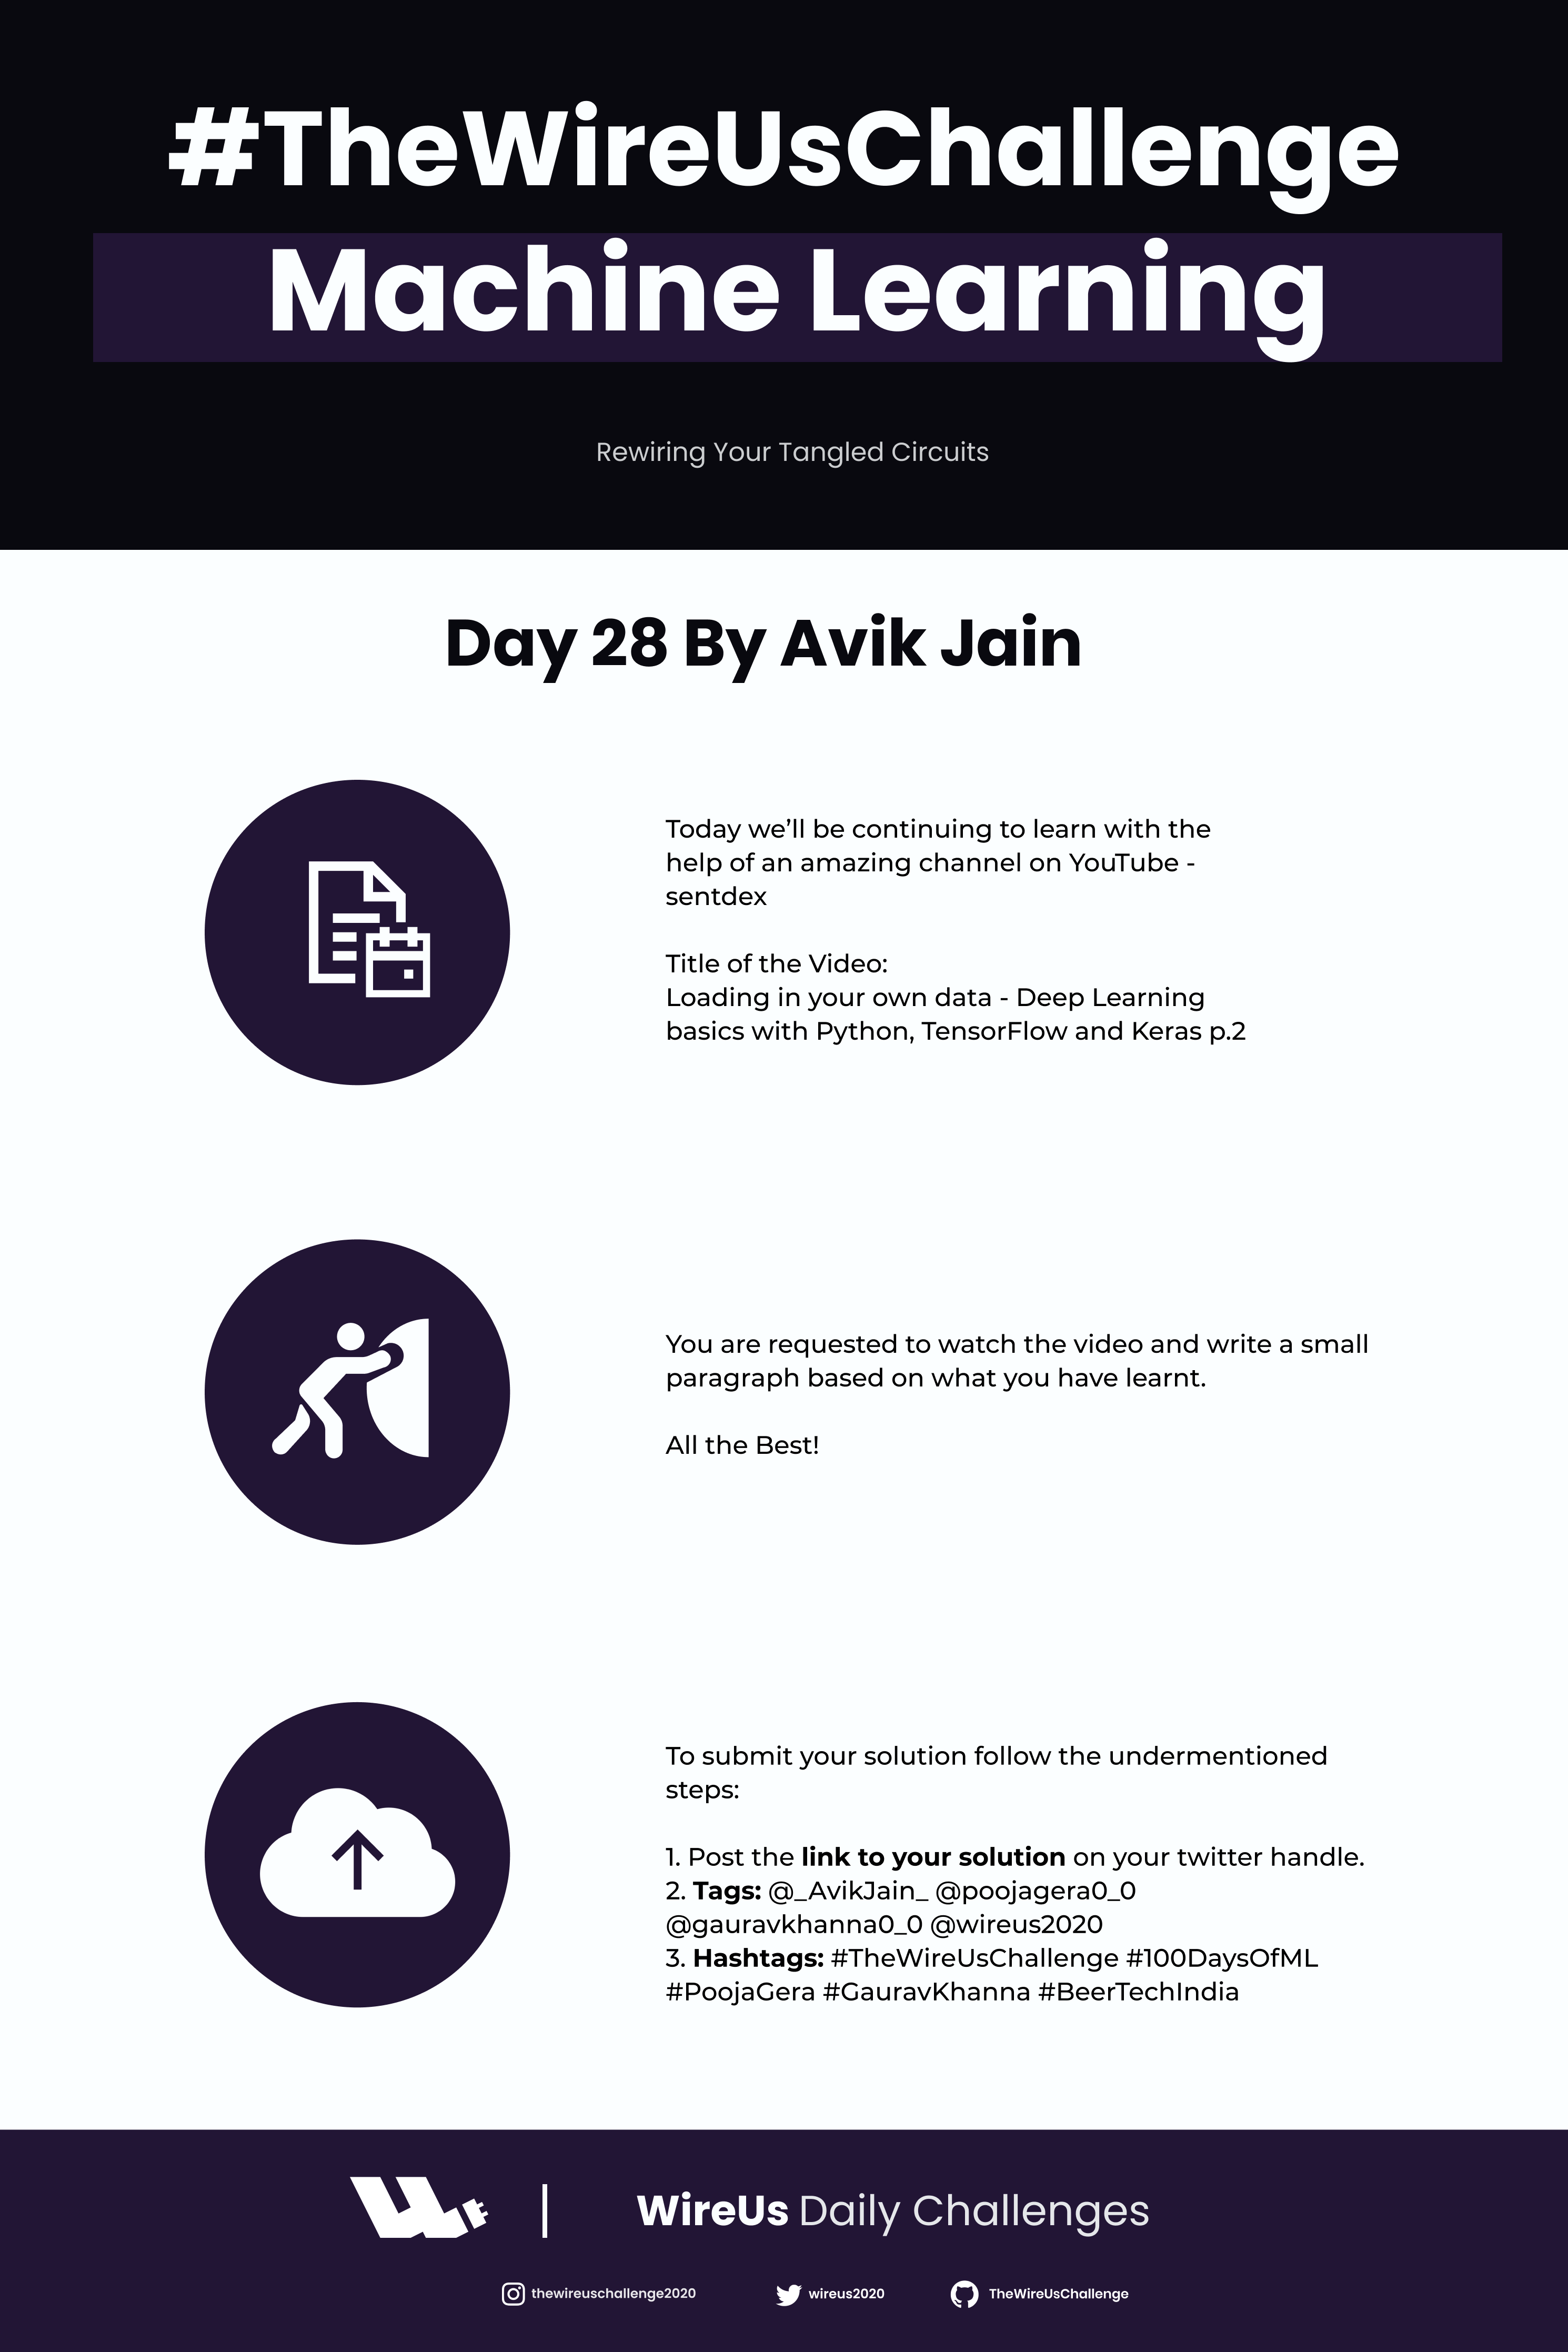 #TheWireUsChallenge
Machine Learning
Rewiring Your Tangled Circuits
Day 28 By Avik Jain
Today we’ll be continuing to learn with the
help of an amazing channel on YouTube -
sentdex
Title of the Video:
Loading in your own data - Deep Learning
basics with Python, TensorFlow and Keras p.2
You are requested to watch the video and write a small
paragraph based on what you have learnt.
All the Best!
To submit your solution follow the undermentioned
steps:
1. Post the link to your solution on your twitter handle.
2. Tags: @_AvikJain_ @poojagera0_0
@gauravkhanna0_0 @wireus2020
3. Hashtags: #TheWireUsChallenge #100DaysOfML
#PoojaGera #GauravKhanna #BeerTechIndia
WireUs Daily Challenges
thewireuschallenge2020 wireus2020 TheWireUsChallenge